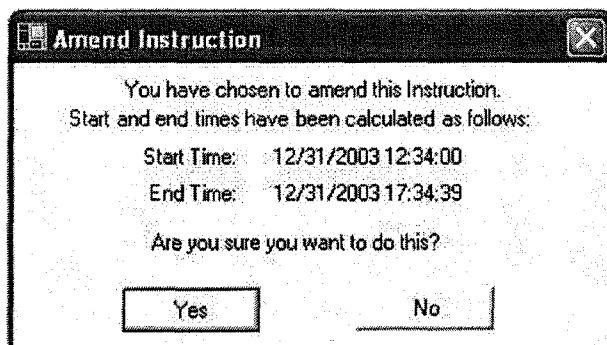 Amend Instruction
You have chosen to amend this Instruction.
Start and end times have been calculated as follows:
Start Time: 12/31/2003 12:34:00
End Time: 12/31/2003 17:34:39
Are you sure you want to do this?
Yes No